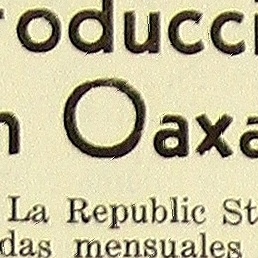 roducci
n Oaxa
La Republic St
das mensuales